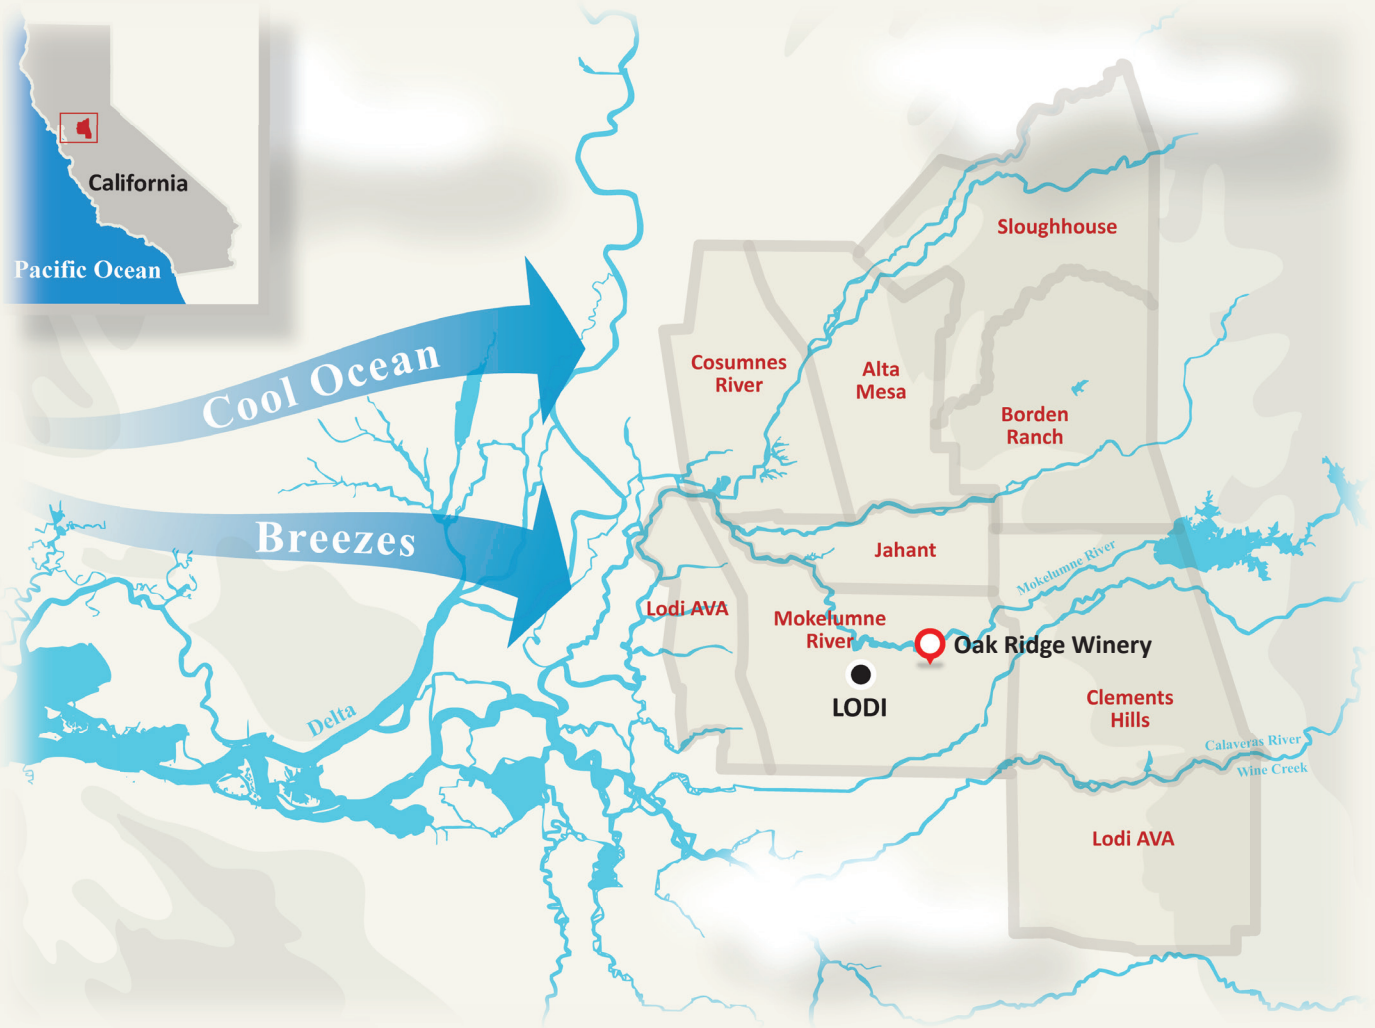 California
Pacific Ocean
Cool Ocean
Breezes
Sloughhouse
Cosumnes
River
Alta
Mesa
Borden
Ranch
Jahant
Mokelumne River
Lodi AVA
Mokelumne
River
Oak Ridge Winery
LODI
Clements
Hills
Delta
Calaveras River
Wine Creek
Lodi AVA